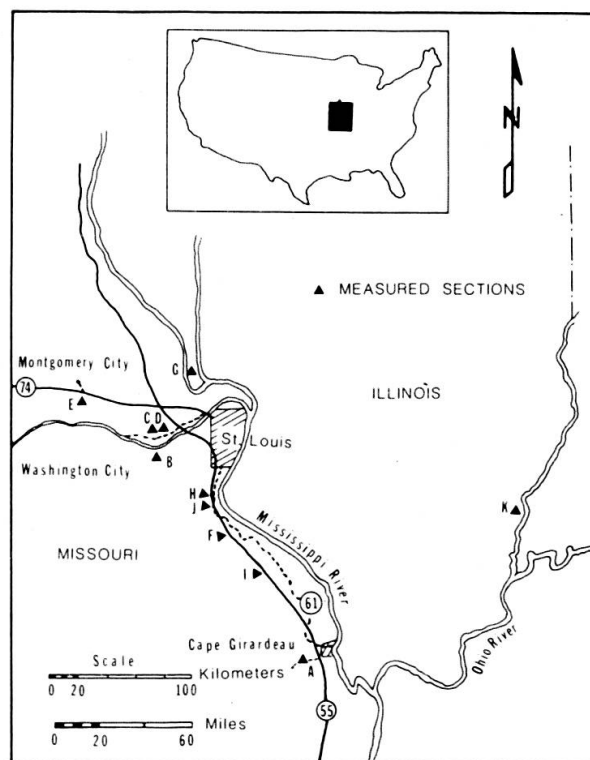 N
▲ MEASURED SECTIONS
G
Montgomery City
ILLINOIS
74
E
C D
St. Louis
B
Washington City
H
J
K
Mississippi River
F
MISSOURI
I
61
Cape Girardeau
Ohio River
Scale
A
Kilometers
0 20 100
55
Miles
0 20 60